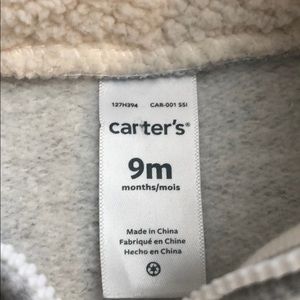 127H394 CAR-001 SSI
carter's®
9m
months/mois
Made in China
Fabriqué en Chine
Hecho en China